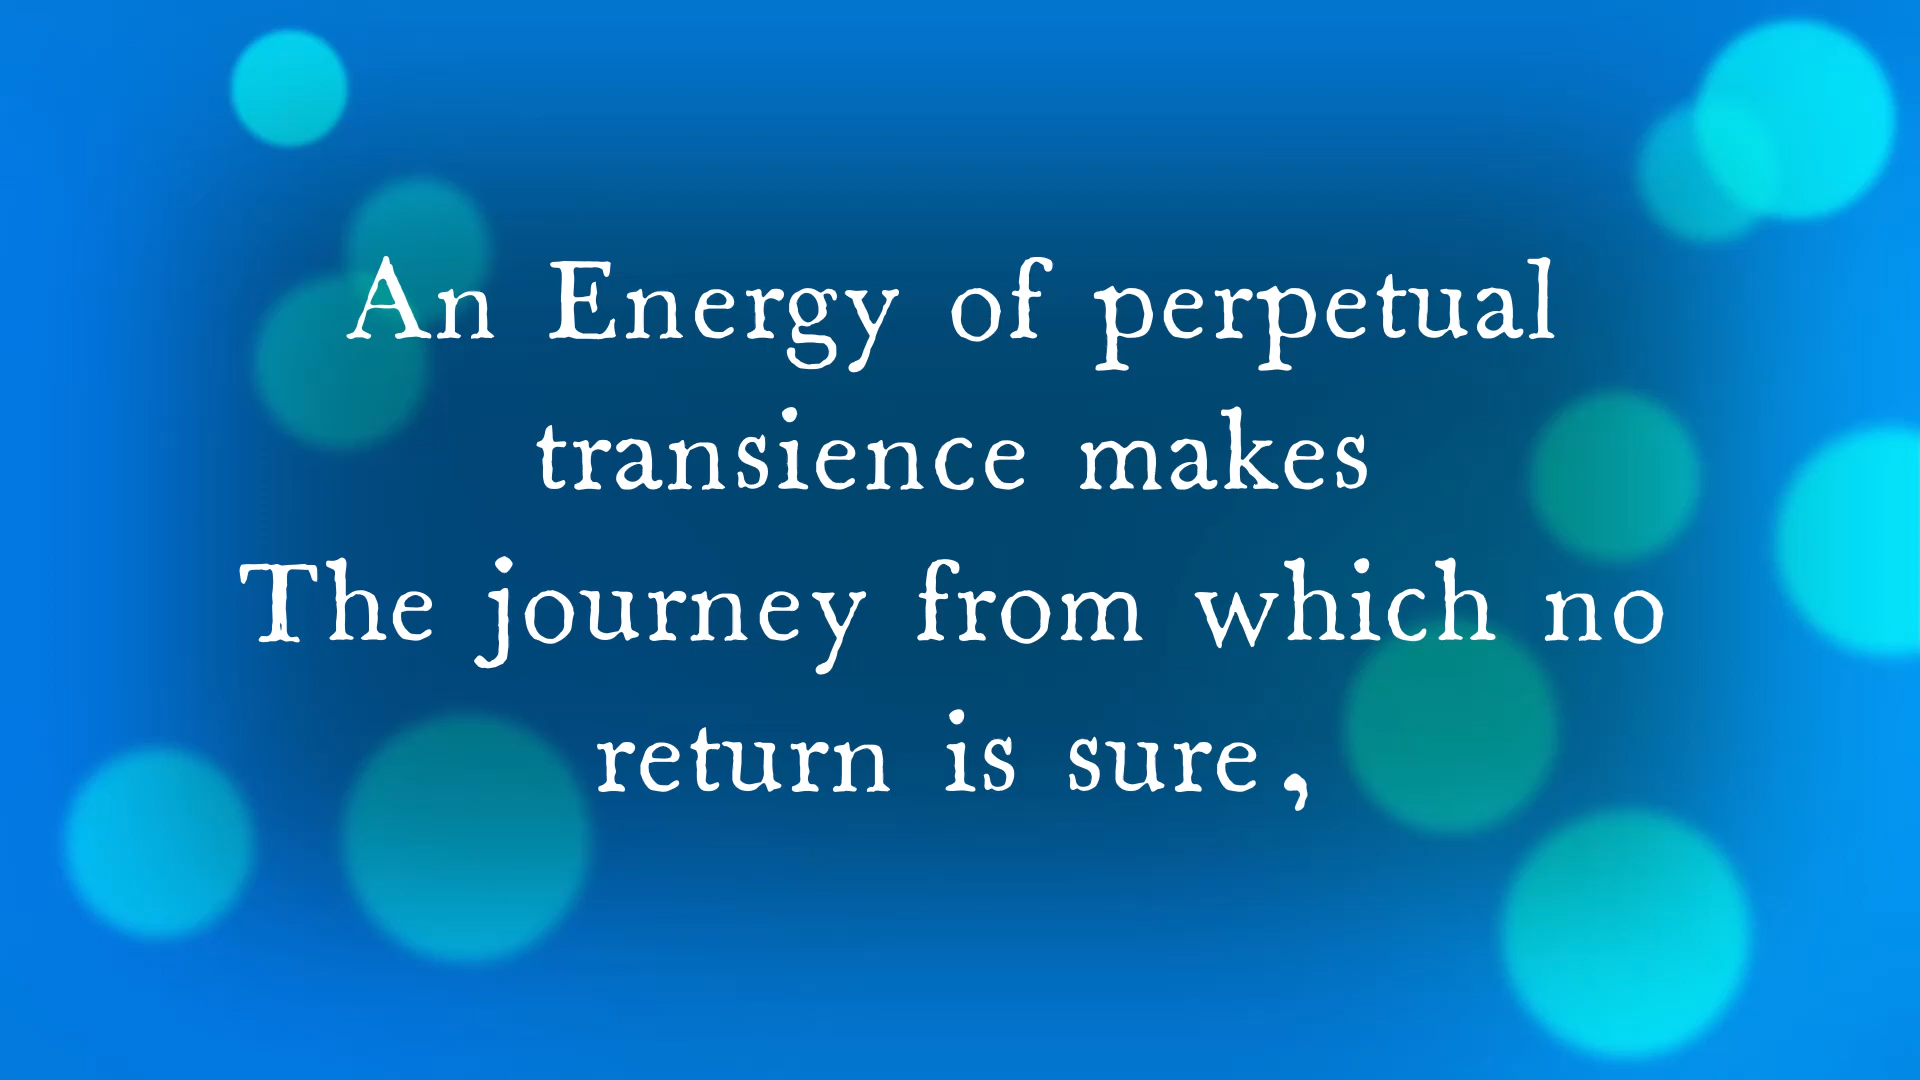 An Energy of perpetual
transience makes
The journey from which no
return is sure,